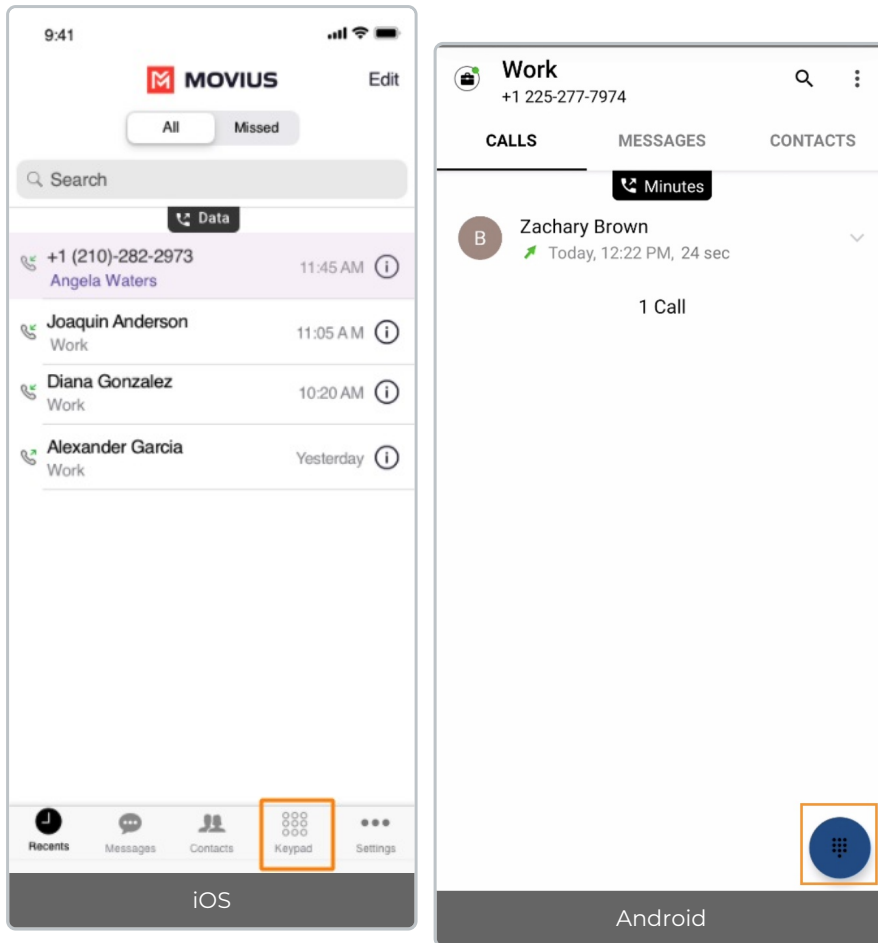 9:41
MOVIUS
Edit
All
Missed
Search
Data
+1 (210)-282-2973
Angela Waters
11:45 AM
Joaquin Anderson
Work
11:05 AM
Diana Gonzalez
Work
10:20 AM
Alexander Garcia
Work
Yesterday
Recents
Messages
Contacts
Keypad
Settings
iOS
Work
+1 225-277-7974
CALLS
MESSAGES
CONTACTS
Minutes
B
Zachary Brown
Today, 12:22 PM, 24 sec
1 Call
Android